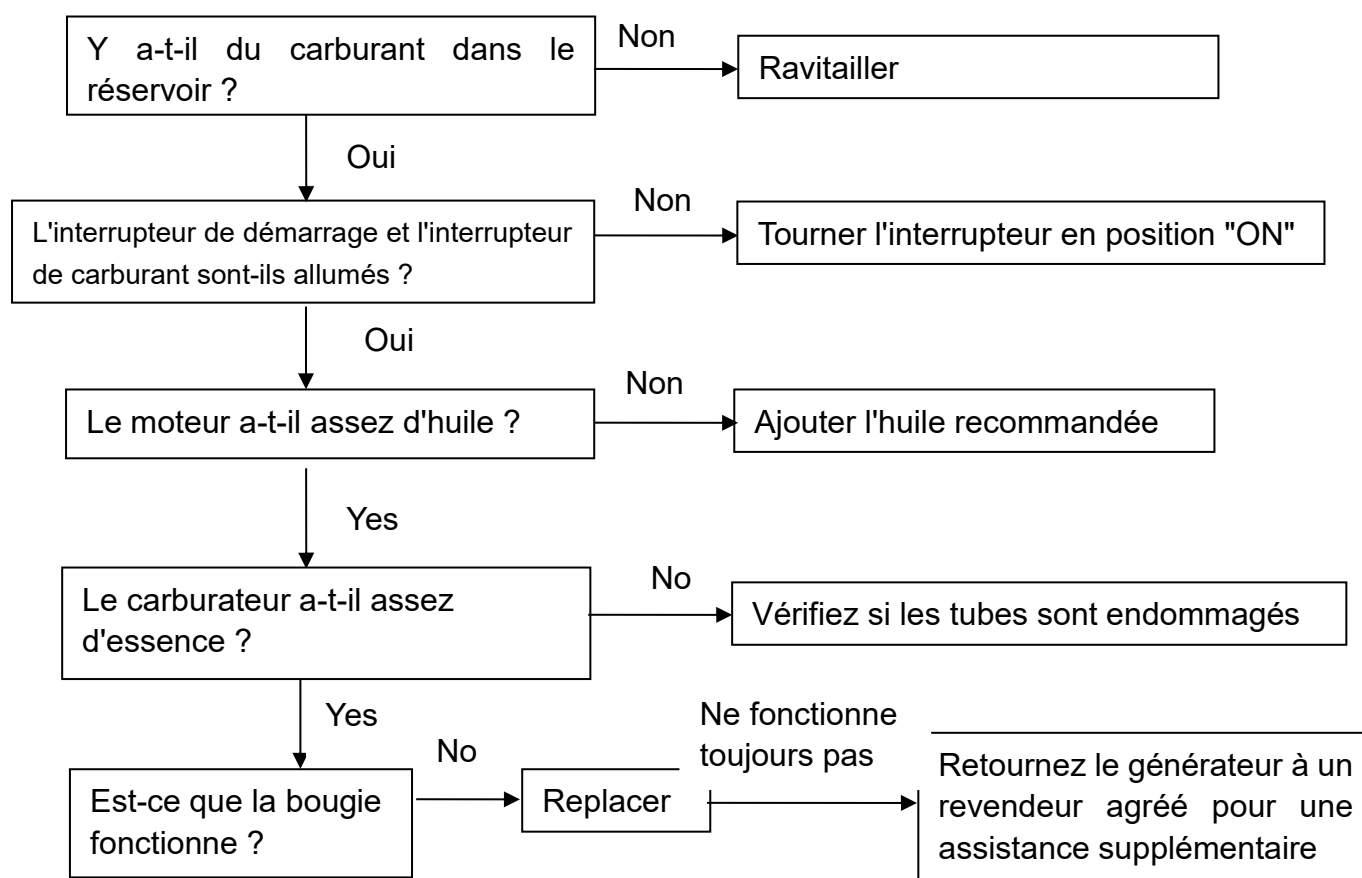 Y a-t-il du carburant dans le
réservoir ?
Non
Ravitailler
Oui
L'interrupteur de démarrage et l'interrupteur
de carburant sont-ils allumés ?
Non
Tourner l'interrupteur en position "ON"
Oui
Le moteur a-t-il assez d'huile ?
Non
Ajouter l'huile recommandée
Yes
Le carburateur a-t-il assez
d'essence ?
No
Vérifiez si les tubes sont endommagés
Yes
Est-ce que la bougie
fonctionne ?
No
Replacer
Ne fonctionne
toujours pas
Retournez le générateur à un
revendeur agréé pour une
assistance supplémentaire